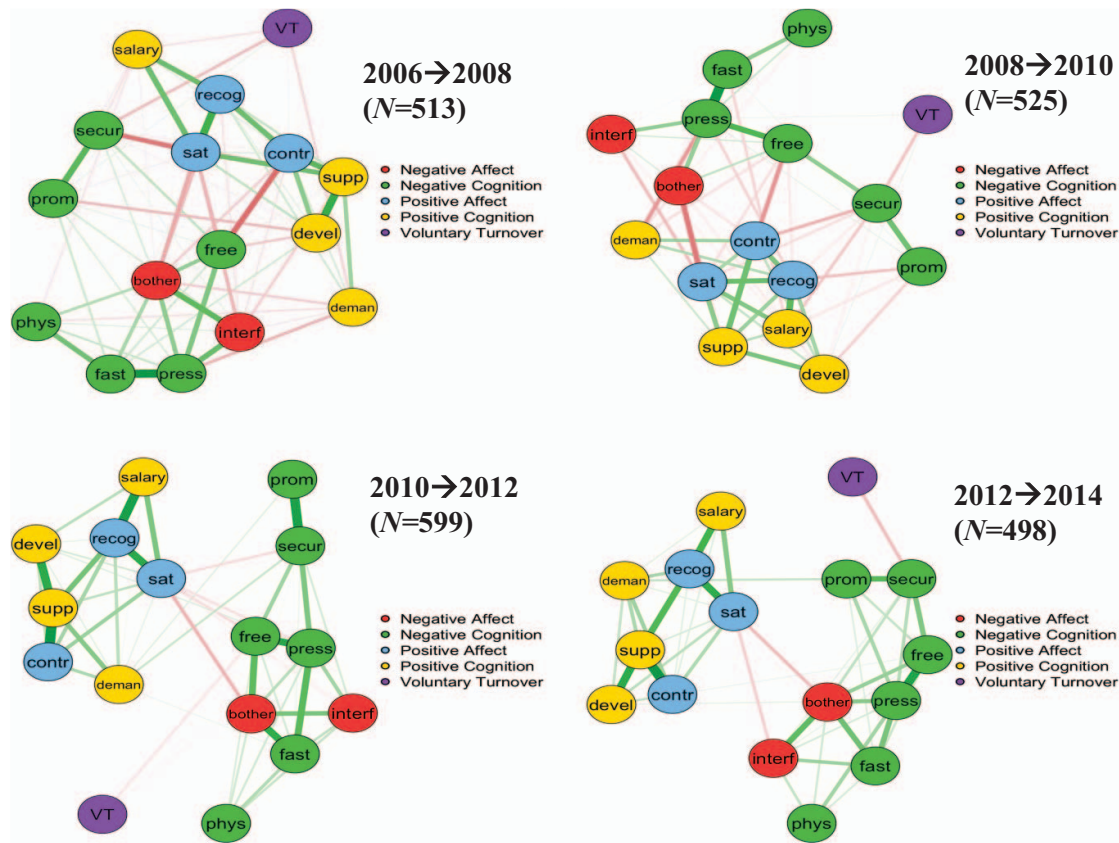 VT
salary
recog
secur
sat
contr
supp
prom
devel
free
bother
deman
phys
interf
fast
press
2006→2008
(N=513)
Negative Affect
Negative Cognition
Positive Affect
Positive Cognition
Voluntary Turnover
phys
fast
VT
press
interf
free
bother
secur
deman
contr
prom
sat
recog
salary
supp
devel
2008→2010
(N=525)
Negative Affect
Negative Cognition
Positive Affect
Positive Cognition
Voluntary Turnover
salary
prom
recog
devel
secur
sat
supp
free
press
contr
deman
bother
interf
fast
VT
phys
2010→2012
(N=599)
Negative Affect
Negative Cognition
Positive Affect
Positive Cognition
Voluntary Turnover
VT
salary
recog
deman
prom
secur
sat
supp
free
devel
contr
bother
press
interf
fast
phys
2012→2014
(N=498)
Negative Affect
Negative Cognition
Positive Affect
Positive Cognition
Voluntary Turnover